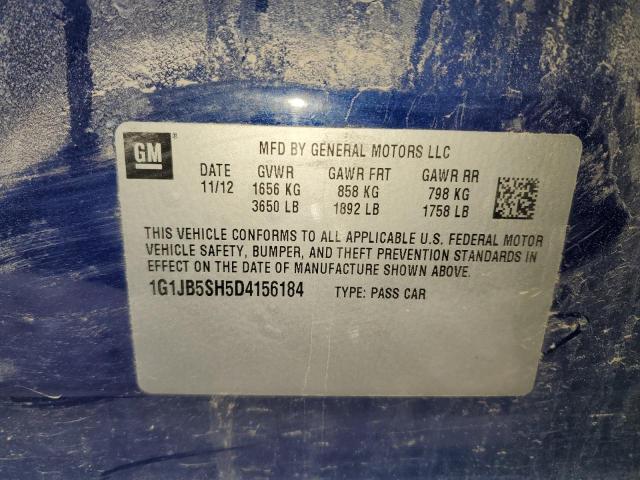 GM®
MFD BY GENERAL MOTORS LLC
DATE GVWR GAWR FRT GAWR RR
11/12 1656 KG 858 KG 798 KG
3650 LB 1892 LB 1758 LB
THIS VEHICLE CONFORMS TO ALL APPLICABLE U.S. FEDERAL MOTOR
VEHICLE SAFETY, BUMPER, AND THEFT PREVENTION STANDARDS IN
EFFECT ON THE DATE OF MANUFACTURE SHOWN ABOVE.
1G1JB5SH5D4156184 TYPE: PASS CAR